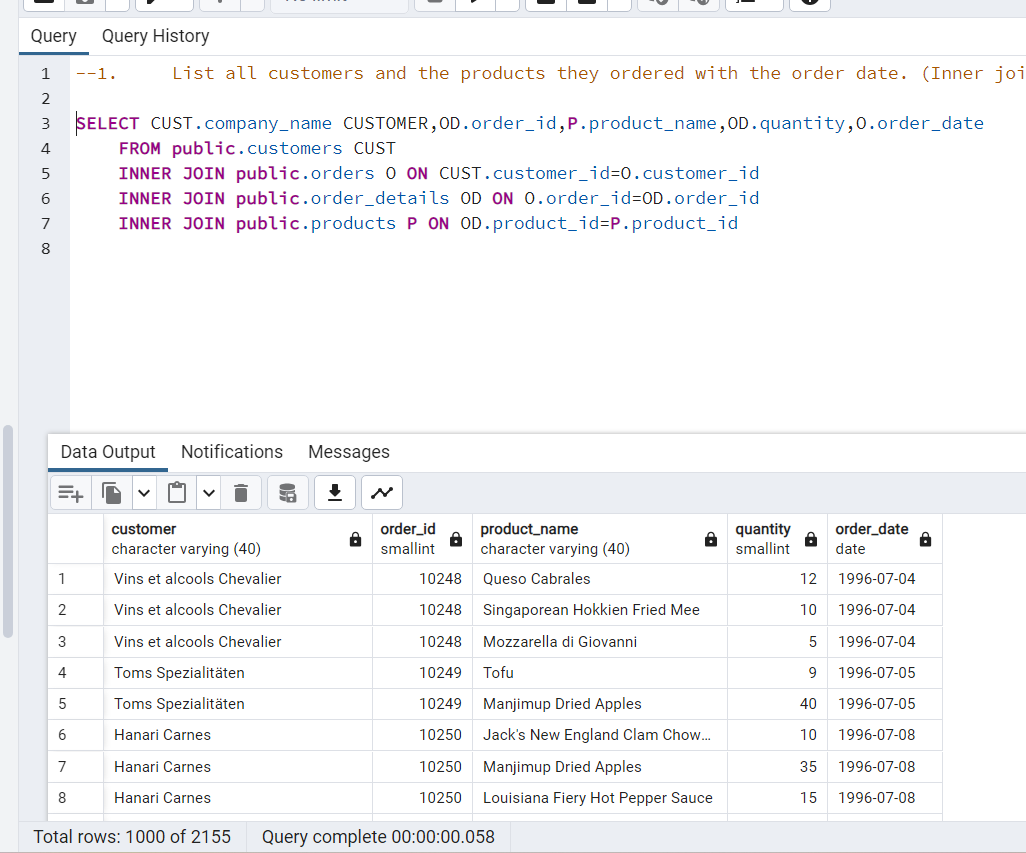 Query Query History
1 --1. List all customers and the products they ordered with the order date. (Inner joi
2
3 SELECT CUST.company_name CUSTOMER,OD.order_id,P.product_name,OD.quantity,O.order_date
4 FROM public.customers CUST
5 INNER JOIN public.orders O ON CUST.customer_id=O.customer_id
6 INNER JOIN public.order_details OD ON O.order_id=OD.order_id
7 INNER JOIN public.products P ON OD.product_id=P.product_id
8
Data Output Notifications Messages
customer order_id product_name quantity order_date
character varying (40) smallint character varying (40) smallint date
1 Vins et alcools Chevalier 10248 Queso Cabrales 12 1996-07-04
2 Vins et alcools Chevalier 10248 Singaporean Hokkien Fried Mee 10 1996-07-04
3 Vins et alcools Chevalier 10248 Mozzarella di Giovanni 5 1996-07-04
4 Toms Spezialitäten 10249 Tofu 9 1996-07-05
5 Toms Spezialitäten 10249 Manjimup Dried Apples 40 1996-07-05
6 Hanari Carnes 10250 Jack's New England Clam Chow... 10 1996-07-08
7 Hanari Carnes 10250 Manjimup Dried Apples 35 1996-07-08
8 Hanari Carnes 10250 Louisiana Fiery Hot Pepper Sauce 15 1996-07-08
Total rows: 1000 of 2155 Query complete 00:00:00.058